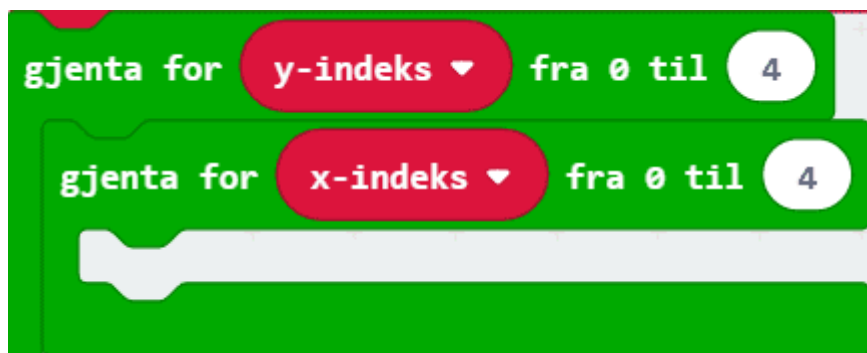 gjenta for y-indeks fra 0 til 4
gjenta for x-indeks fra 0 til 4